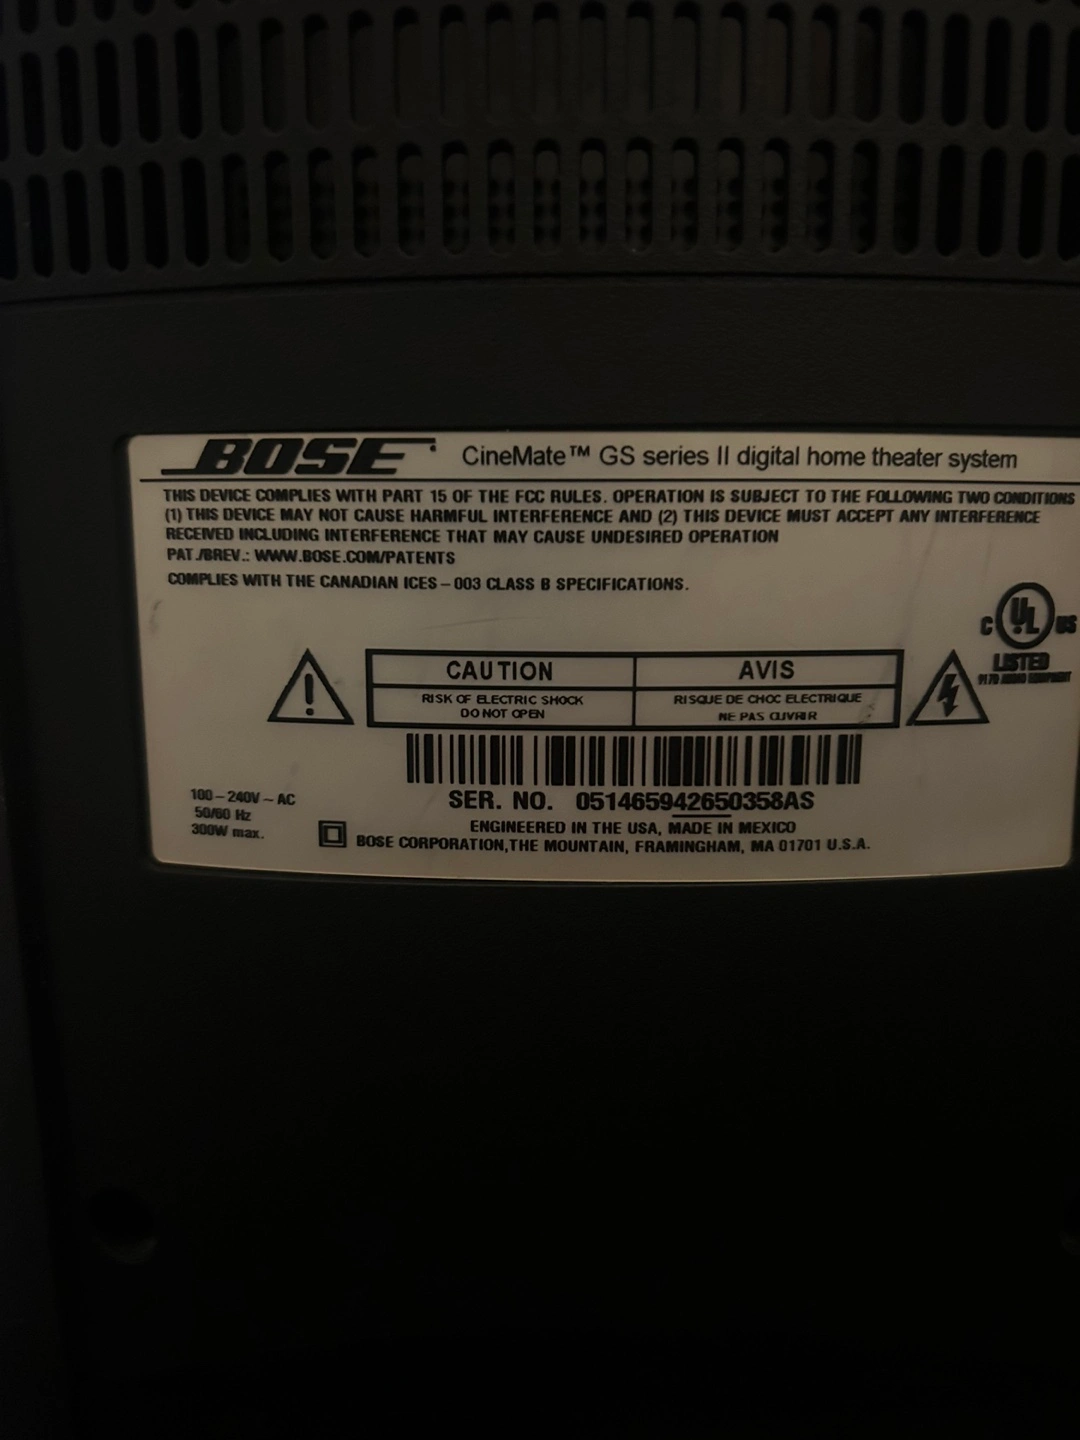 BOSE CineMate™ GS series II digital home theater system
THIS DEVICE COMPLIES WITH PART 15 OF THE FCC RULES. OPERATION IS SUBJECT TO THE FOLLOWING TWO CONDITIONS
(1) THIS DEVICE MAY NOT CAUSE HARMFUL INTERFERENCE AND (2) THIS DEVICE MUST ACCEPT ANY INTERFERENCE
RECEIVED INCLUDING INTERFERENCE THAT MAY CAUSE UNDESIRED OPERATION
PAT./BREV.: WWW.BOSE.COM/PATENTS
COMPLIES WITH THE CANADIAN ICES-003 CLASS B SPECIFICATIONS.
C UL US
LISTED
917D AUDIO EQUIPMENT
CAUTION
RISK OF ELECTRIC SHOCK
DO NOT OPEN
AVIS
RISQUE DE CHOC ELECTRIQUE
NE PAS OUVRIR
100-240V~AC
50/60 Hz
300W max.
SER. NO. 051465942650358AS
ENGINEERED IN THE USA, MADE IN MEXICO
BOSE CORPORATION,THE MOUNTAIN, FRAMINGHAM, MA 01701 U.S.A.